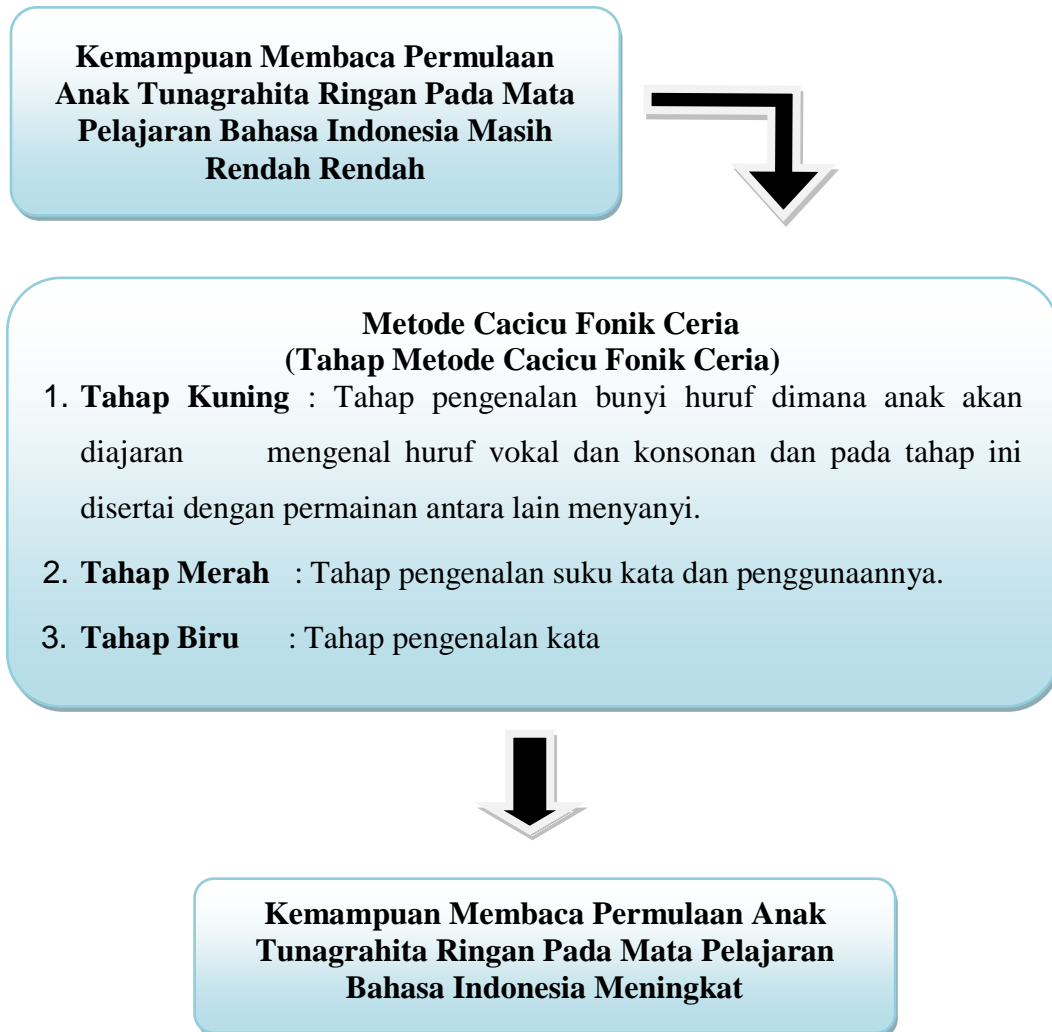 Kemampuan Membaca Permulaan
Anak Tunagrahita Ringan Pada Mata
Pelajaran Bahasa Indonesia Masih
Rendah Rendah
Metode Cacicu Fonik Ceria
(Tahap Metode Cacicu Fonik Ceria)
1. Tahap Kuning : Tahap pengenalan bunyi huruf dimana anak akan
diajaran mengenal huruf vokal dan konsonan dan pada tahap ini
disertai dengan permainan antara lain menyanyi.
2. Tahap Merah : Tahap pengenalan suku kata dan penggunaannya.
3. Tahap Biru : Tahap pengenalan kata
Kemampuan Membaca Permulaan Anak
Tunagrahita Ringan Pada Mata Pelajaran
Bahasa Indonesia Meningkat